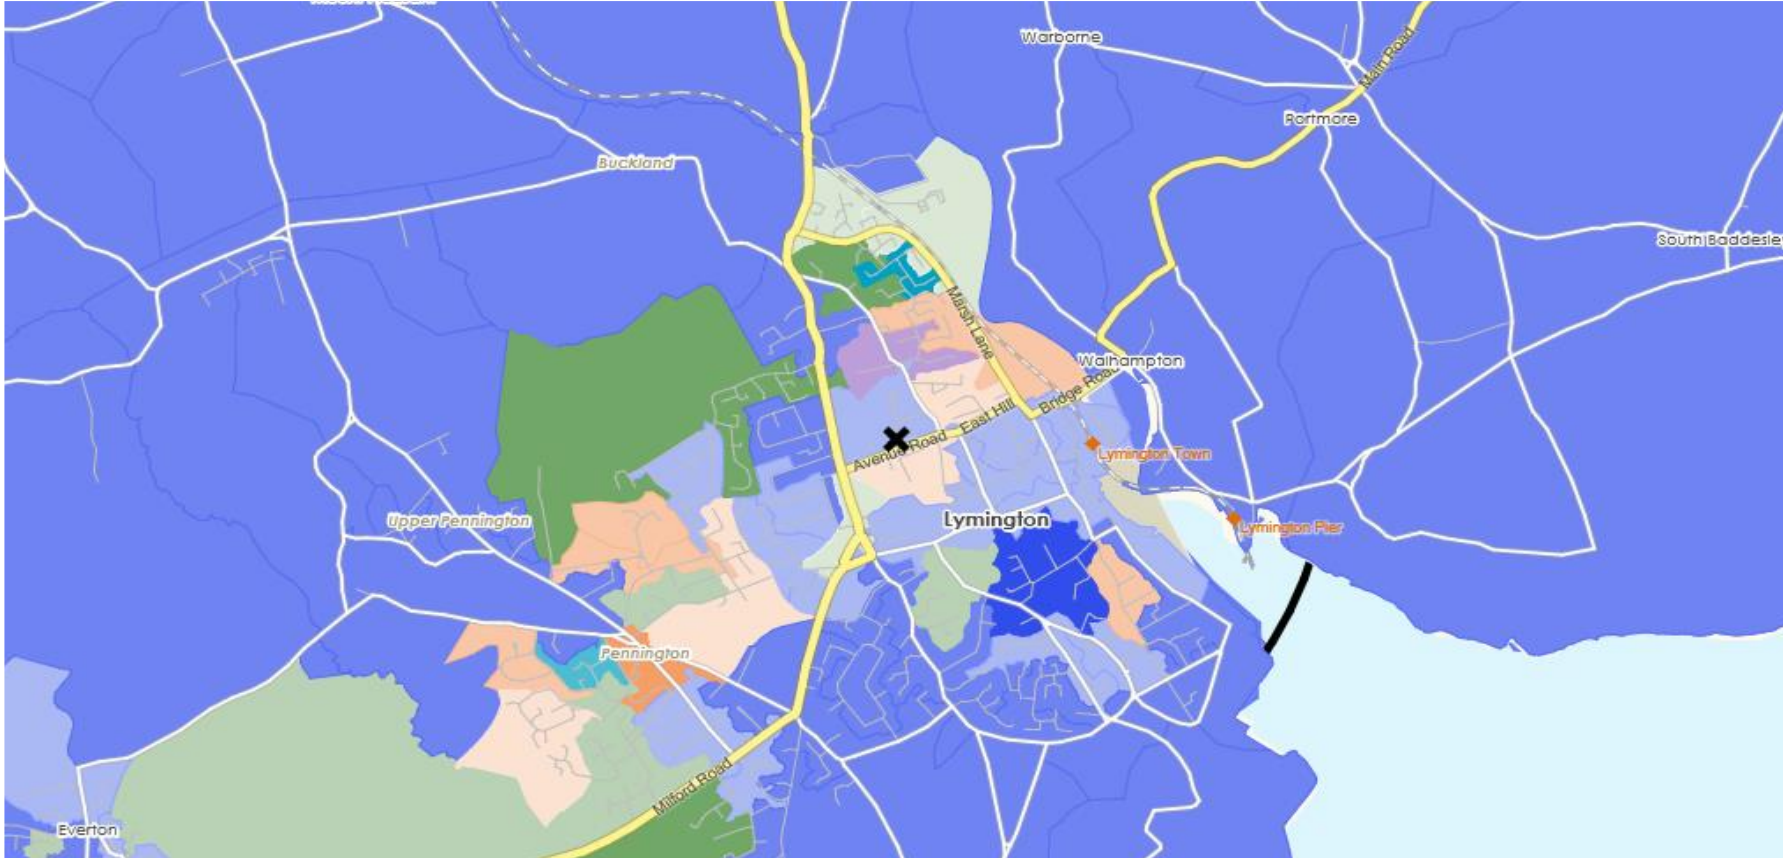 Warborne
Main Road
Portmore
Buckland
South Baddesley
Marsh Lane
Walhampton
Bridge Road
East Hill
Avenue Road
Lymington Town
Upper Pennington
Lymington
Lymington Pier
Pennington
Milford Road
Everton